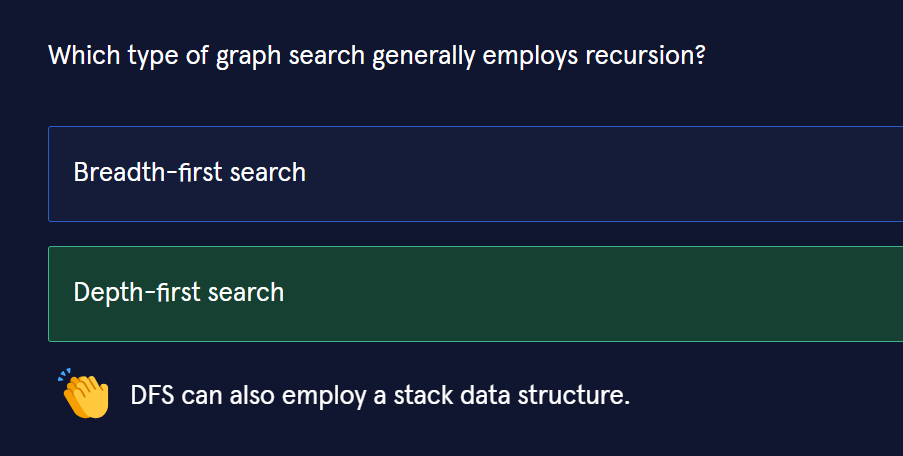 Which type of graph search generally employs recursion?
Breadth-first search
Depth-first search
DFS can also employ a stack data structure.